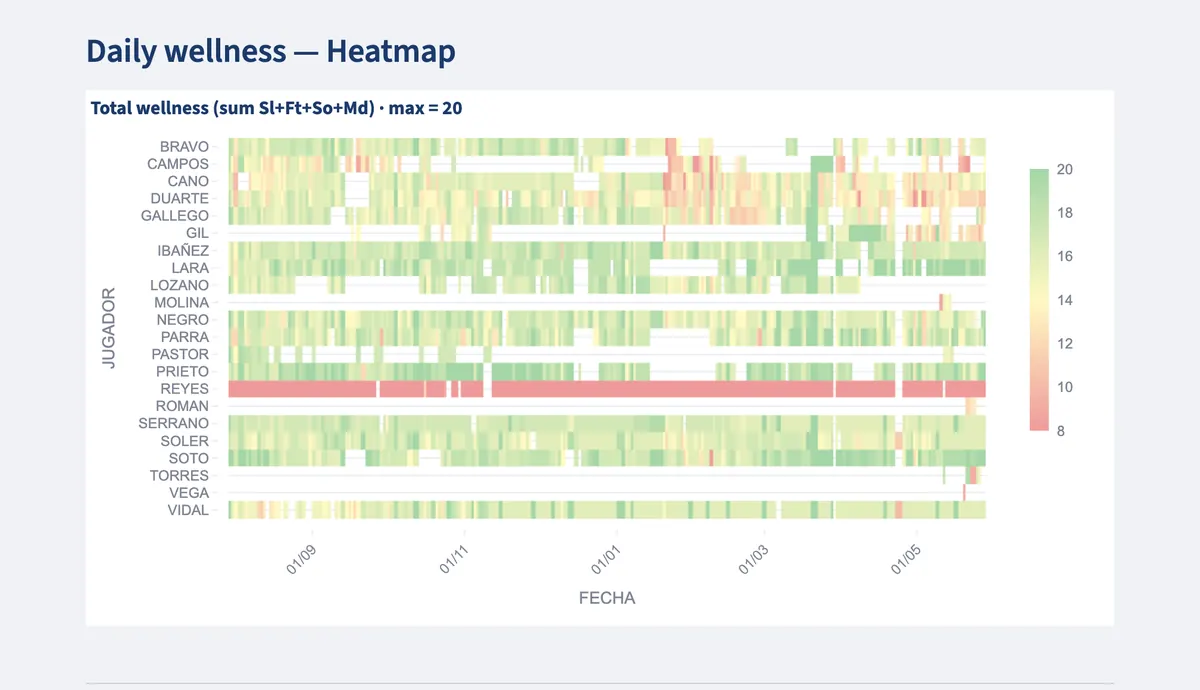 Daily wellness — Heatmap
Total wellness (sum Sl+Ft+So+Md) · max = 20
BRAVO
CAMPOS
CANO
DUARTE
GALLEGO
GIL
IBAÑEZ
LARA
LOZANO
MOLINA
NEGRO
PARRA
PASTOR
PRIETO
REYES
ROMAN
SERRANO
SOLER
SOTO
TORRES
VEGA
VIDAL
JUGADOR
01/09
01/11
01/01
01/03
01/05
FECHA
20
18
16
14
12
10
8